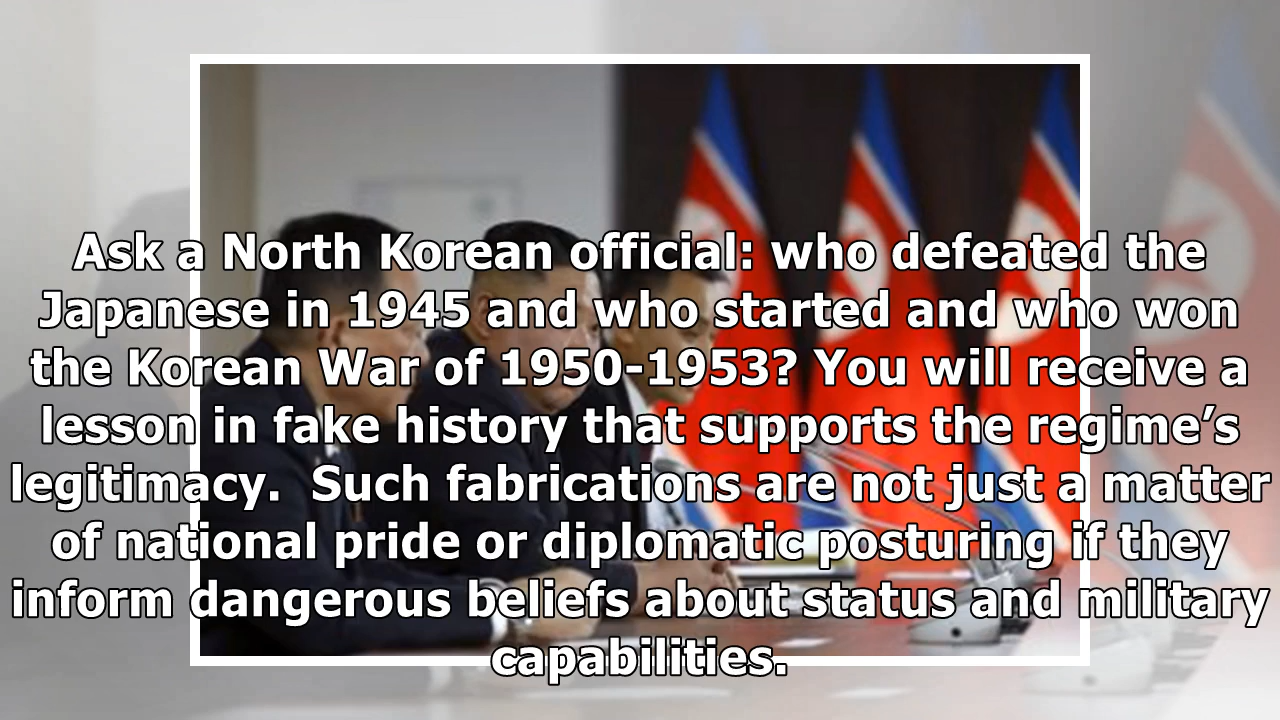 Ask a North Korean official: who defeated the
Japanese in 1945 and who started and who won
the Korean War of 1950-1953? You will receive a
lesson in fake history that supports the regime’s
legitimacy.  Such fabrications are not just a matter
of national pride or diplomatic posturing if they
inform dangerous beliefs about status and military
capabilities.